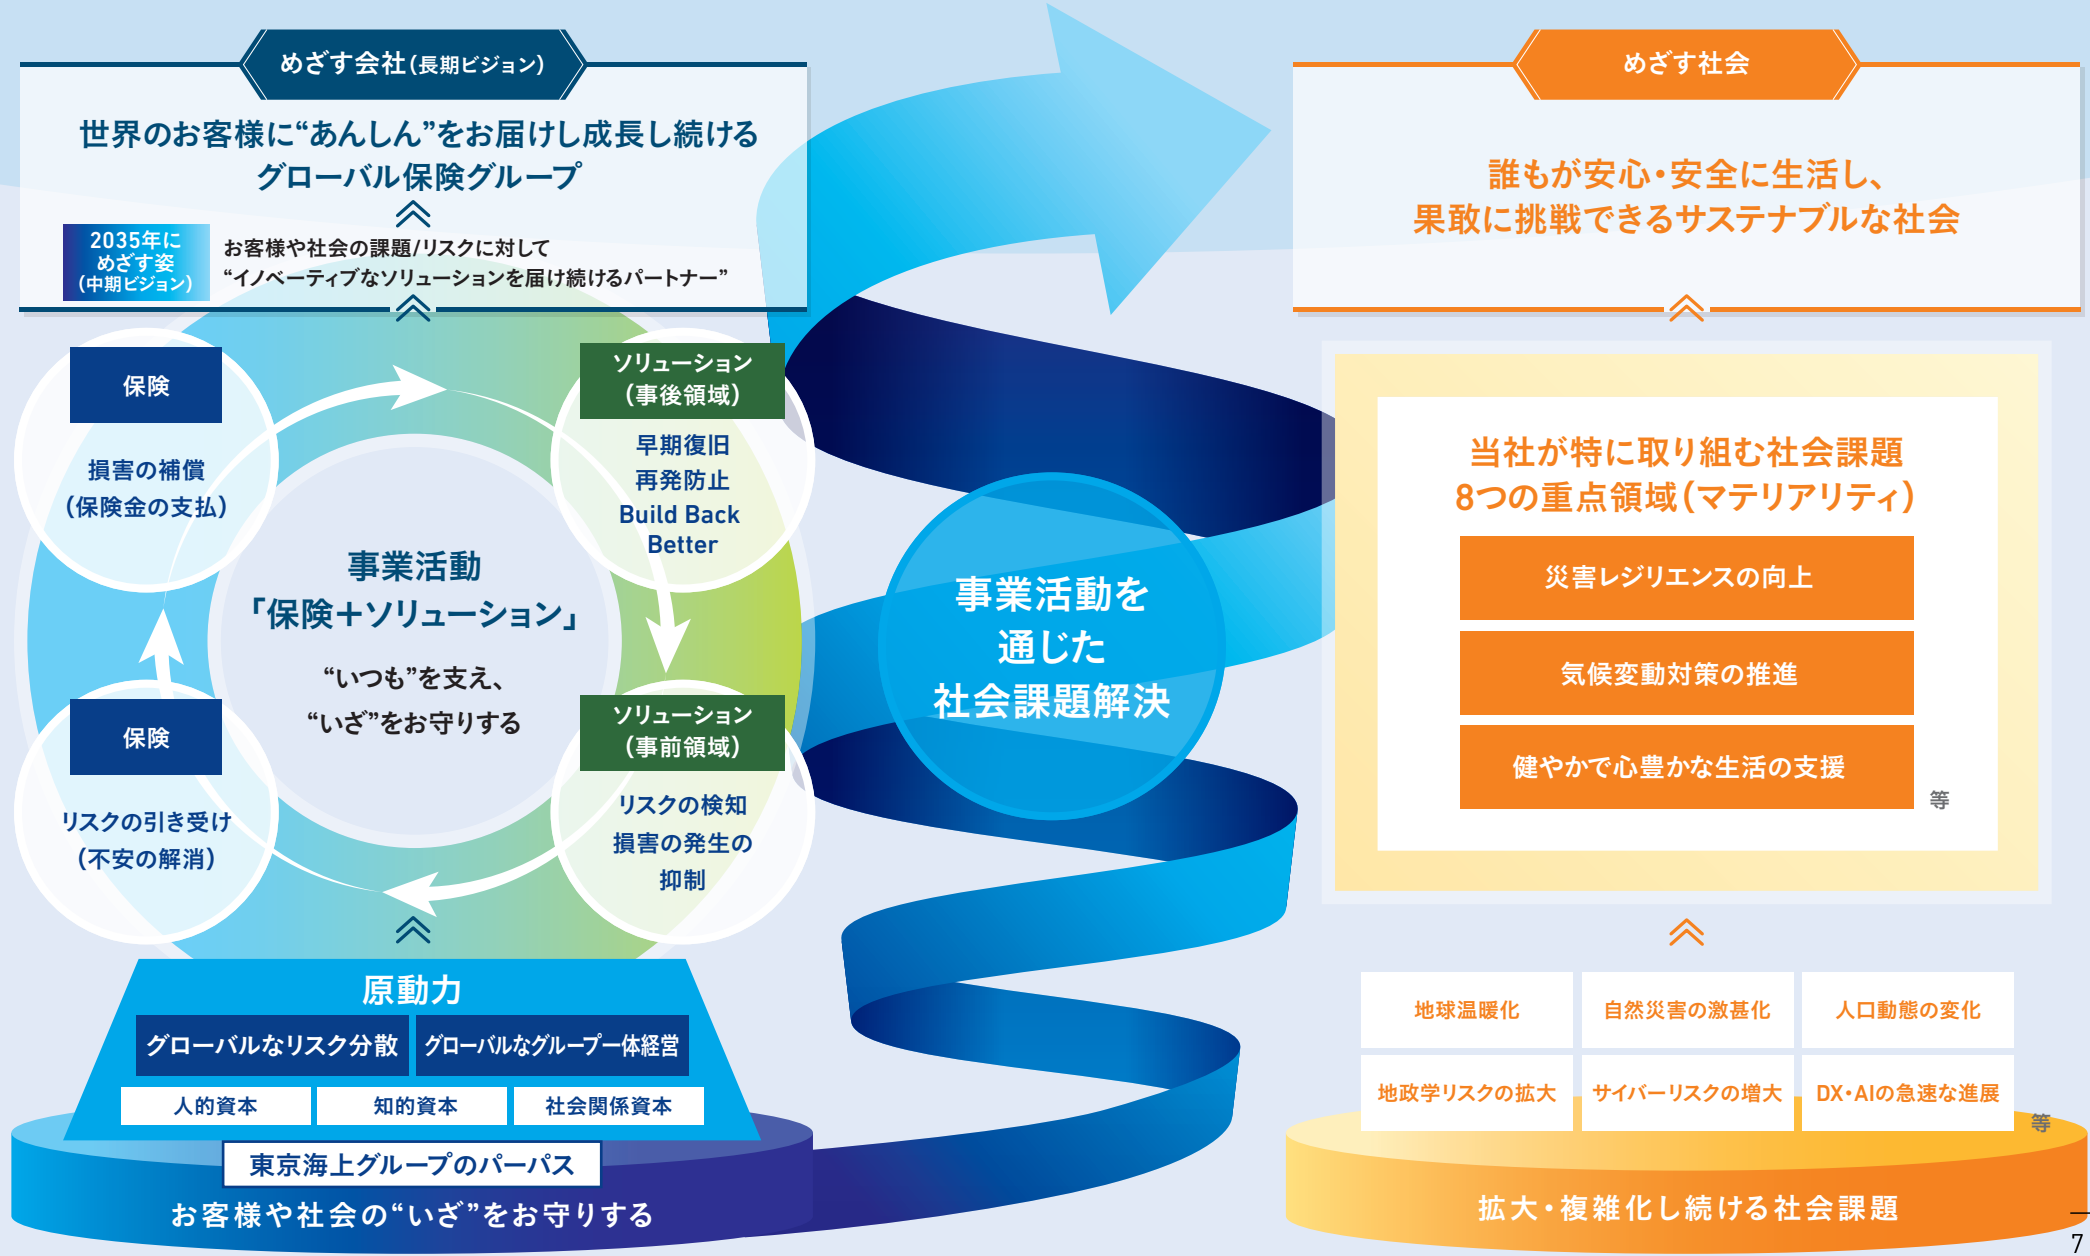 めざす会社(長期ビジョン)
世界のお客様に“あんしん”をお届けし成長し続ける
グローバル保険グループ
2035年に
めざす姿
(中期ビジョン)
お客様や社会の課題/リスクに対して
“イノベーティブなソリューションを届け続けるパートナー”
保険
損害の補償
(保険金の支払)
ソリューション
(事後領域)
早期復旧
再発防止
Build Back
Better
事業活動
「保険+ソリューション」
“いつも”を支え、
“いざ”をお守りする
保険
リスクの引き受け
(不安の解消)
ソリューション
(事前領域)
リスクの検知
損害の発生の
抑制
原動力
グローバルなリスク分散
グローバルなグループ一体経営
人的資本
知的資本
社会関係資本
東京海上グループのパーパス
お客様や社会の“いざ”をお守りする
事業活動を
通じた
社会課題解決
めざす社会
誰もが安心・安全に生活し、
果敢に挑戦できるサステナブルな社会
当社が特に取り組む社会課題
8つの重点領域(マテリアリティ)
災害レジリエンスの向上
気候変動対策の推進
健やかで心豊かな生活の支援
等
地球温暖化
自然災害の激甚化
人口動態の変化
地政学リスクの拡大
サイバーリスクの増大
DX・AIの急速な進展
等
拡大・複雑化し続ける社会課題
7